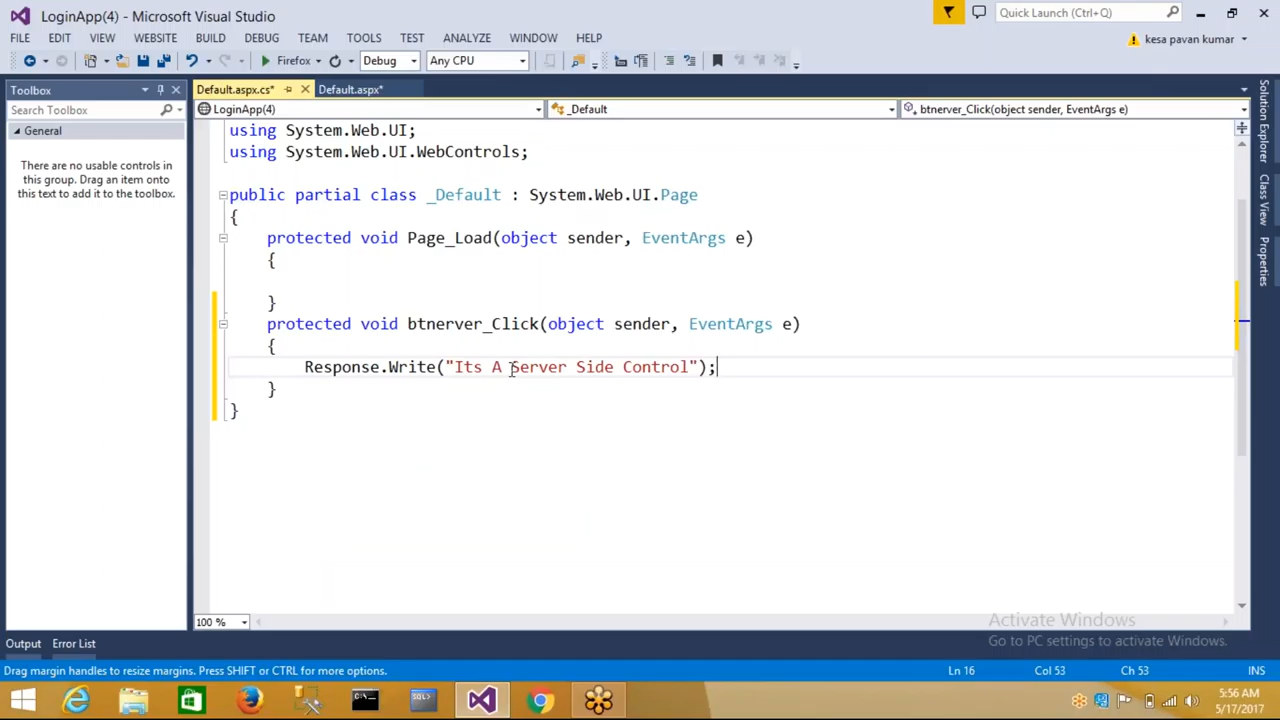 LoginApp(4) - Microsoft Visual Studio
Quick Launch (Ctrl+Q)
FILE EDIT VIEW WEBSITE BUILD DEBUG TEAM TOOLS TEST ANALYZE WINDOW HELP
kesa pavan kumar
Firefox Debug Any CPU
Toolbox
Default.aspx.cs* Default.aspx*
Search Toolbox
LoginApp(4) _Default btnerver_Click(object sender, EventArgs e)
General
There are no usable controls in
this group. Drag an item onto
this text to add it to the toolbox.
using System.Web.UI;
using System.Web.UI.WebControls;
public partial class _Default : System.Web.UI.Page
{
protected void Page_Load(object sender, EventArgs e)
{
}
protected void btnerver_Click(object sender, EventArgs e)
{
Response.Write("Its A Server Side Control");
}
}
Solution Explorer
Class View
Properties
100 %
Activate Windows
Go to PC settings to activate Windows.
Output Error List
Drag margin handles to resize margins. Press SHIFT or CTRL for more options.
Ln 16 Col 53 Ch 53 INS
5:56 AM
5/17/2017